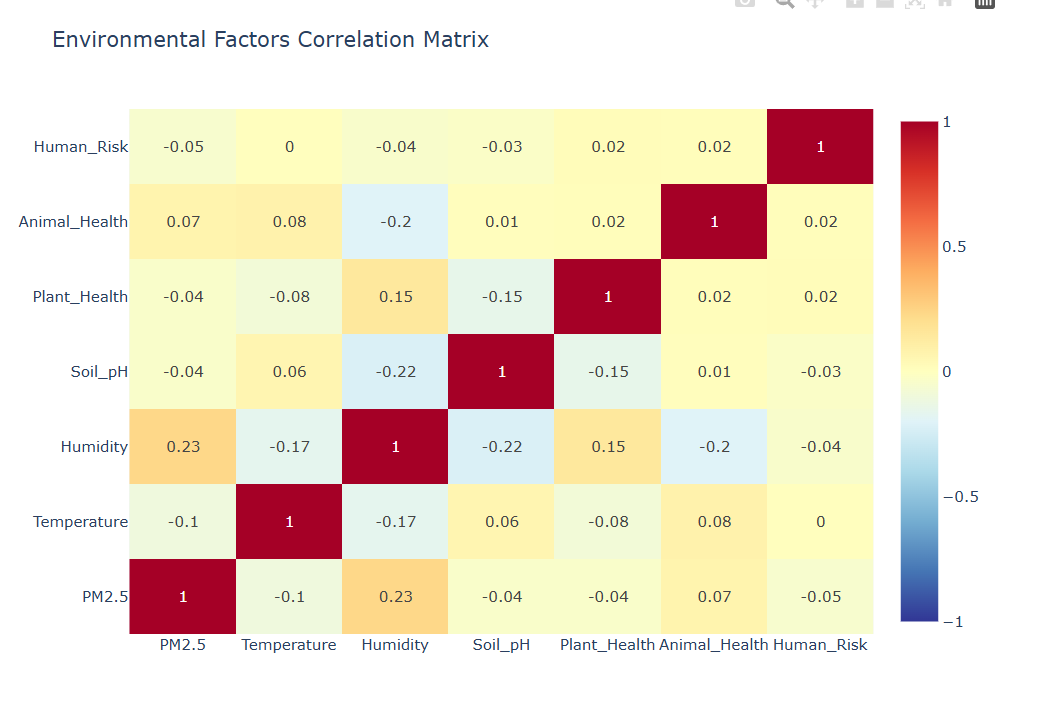 Environmental Factors Correlation Matrix
Human_Risk -0.05 0 -0.04 -0.03 0.02 0.02 1
Animal_Health 0.07 0.08 -0.2 0.01 0.02 1 0.02
Plant_Health -0.04 -0.08 0.15 -0.15 1 0.02 0.02
Soil_pH -0.04 0.06 -0.22 1 -0.15 0.01 -0.03
Humidity 0.23 -0.17 1 -0.22 0.15 -0.2 -0.04
Temperature -0.1 1 -0.17 0.06 -0.08 0.08 0
PM2.5 1 -0.1 0.23 -0.04 -0.04 0.07 -0.05
PM2.5 Temperature Humidity Soil_pH Plant_Health Animal_Health Human_Risk
1
0.5
0
−0.5
−1